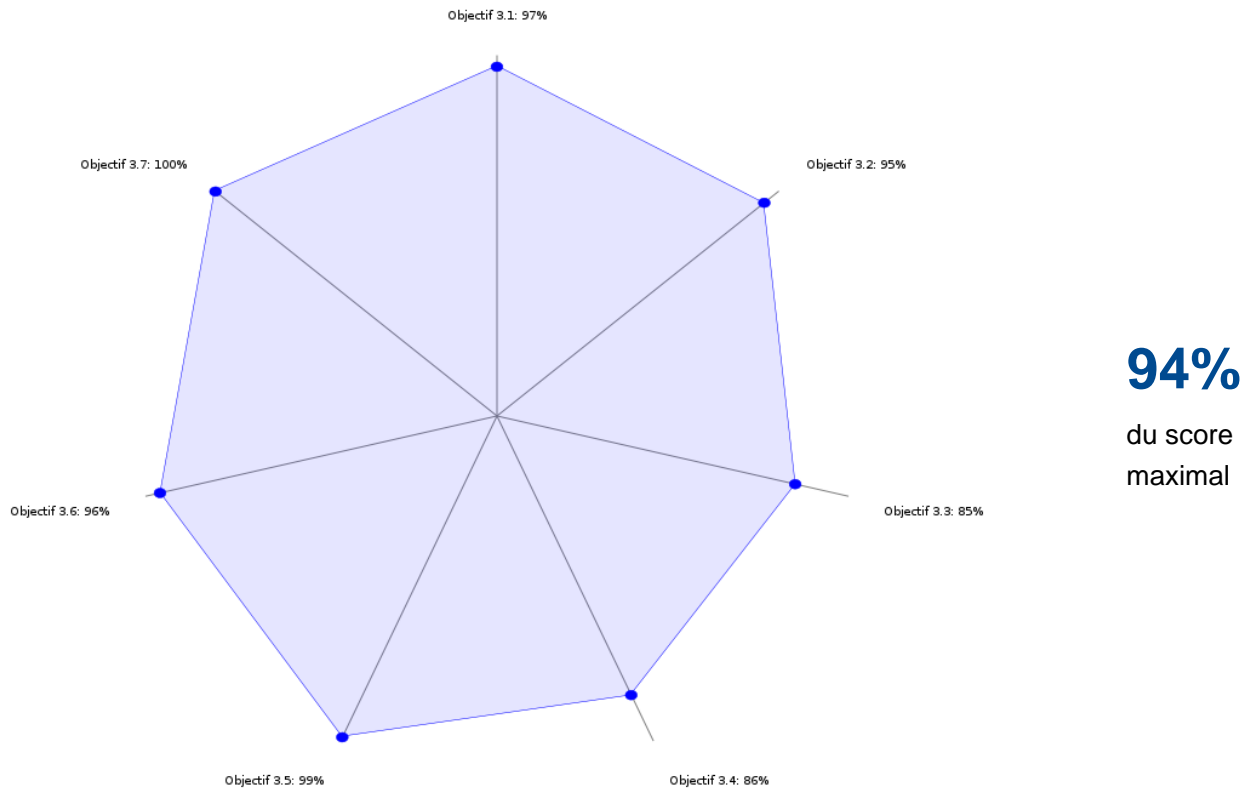 Objectif 3.1: 97%
Objectif 3.7: 100%
Objectif 3.2: 95%
94%
du score
maximal
Objectif 3.6: 96%
Objectif 3.3: 85%
Objectif 3.5: 99%
Objectif 3.4: 86%